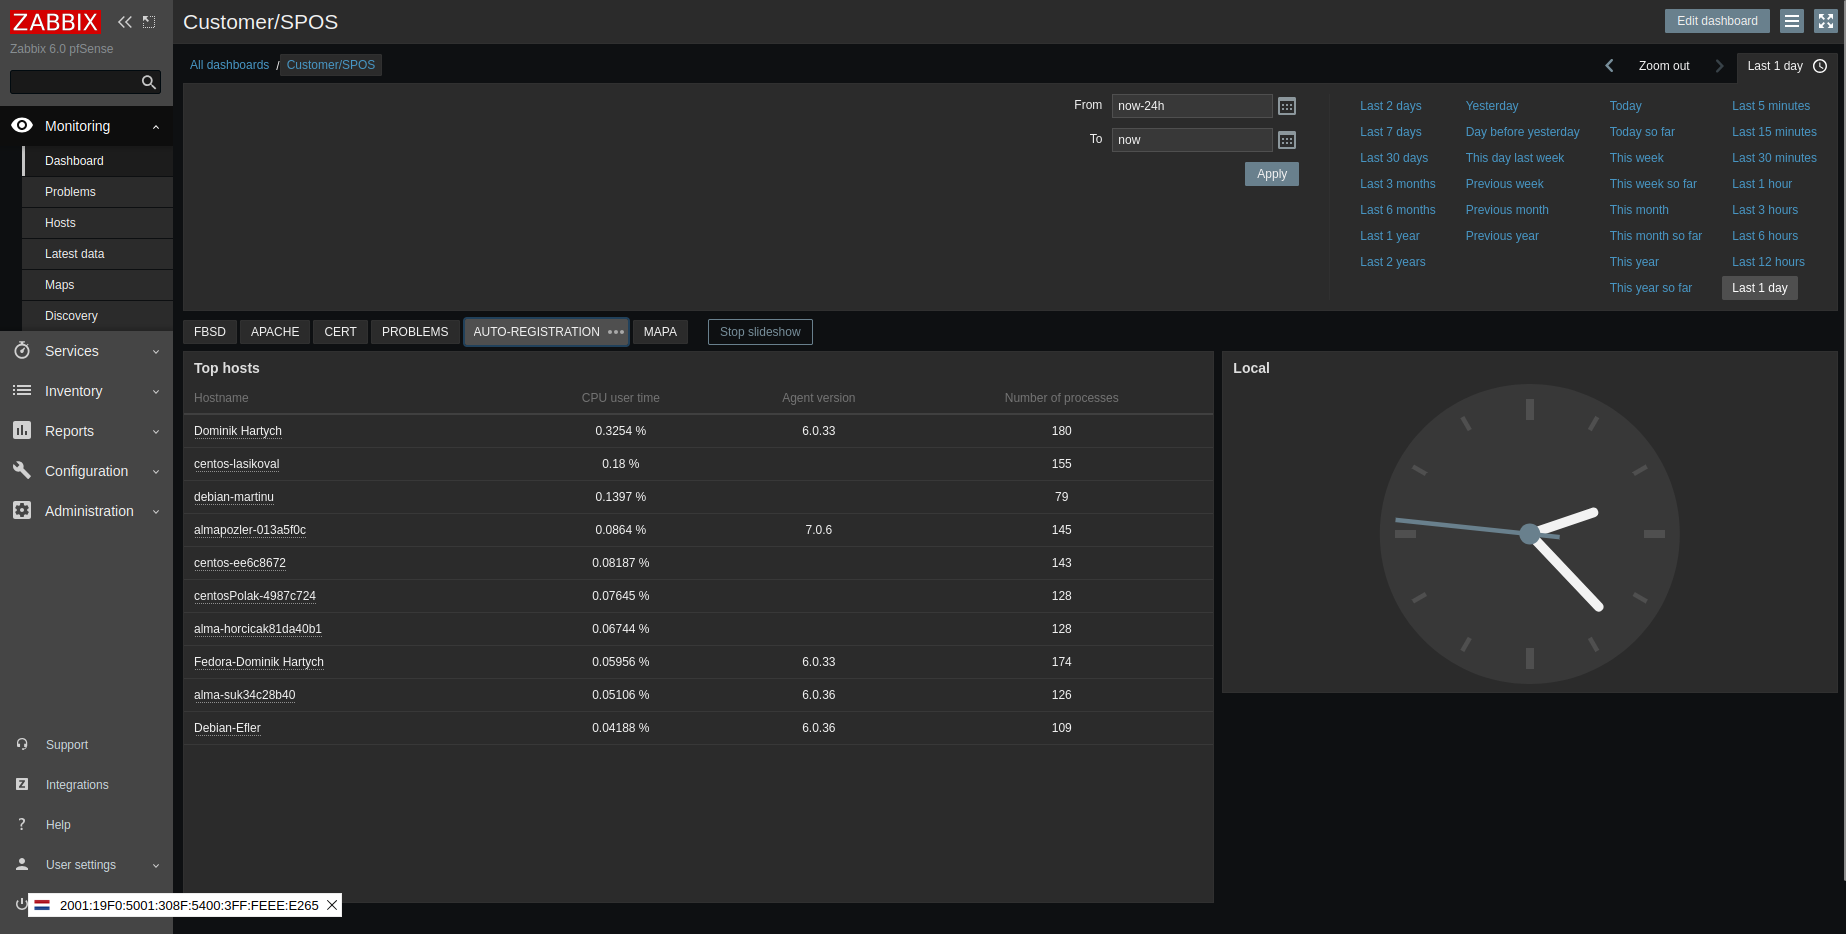 ZABBIX
Zabbix 6.0 pfSense
Monitoring
Dashboard
Problems
Hosts
Latest data
Maps
Discovery
Services
Inventory
Reports
Configuration
Administration
Support
Integrations
Help
User settings
2001:19F0:5001:308F:5400:3FF:FEEE:E265
Customer/SPOS
Edit dashboard
All dashboards / Customer/SPOS
Zoom out
Last 1 day
From now-24h
To now
Apply
Last 2 days Yesterday Today Last 5 minutes
Last 7 days Day before yesterday Today so far Last 15 minutes
Last 30 days This day last week This week Last 30 minutes
Last 3 months Previous week This week so far Last 1 hour
Last 6 months Previous month This month Last 3 hours
Last 1 year Previous year This month so far Last 6 hours
Last 2 years This year Last 12 hours
This year so far Last 1 day
FBSD APACHE CERT PROBLEMS AUTO-REGISTRATION MAPA Stop slideshow
Top hosts
Hostname CPU user time Agent version Number of processes
Dominik Hartych 0.3254 % 6.0.33 180
centos-lasikoval 0.18 % 155
debian-martinu 0.1397 % 79
almapozler-013a5f0c 0.0864 % 7.0.6 145
centos-ee6c8672 0.08187 % 143
centosPolak-4987c724 0.07645 % 128
alma-horcicak81da40b1 0.06744 % 128
Fedora-Dominik Hartych 0.05956 % 6.0.33 174
alma-suk34c28b40 0.05106 % 6.0.36 126
Debian-Efler 0.04188 % 6.0.36 109
Local